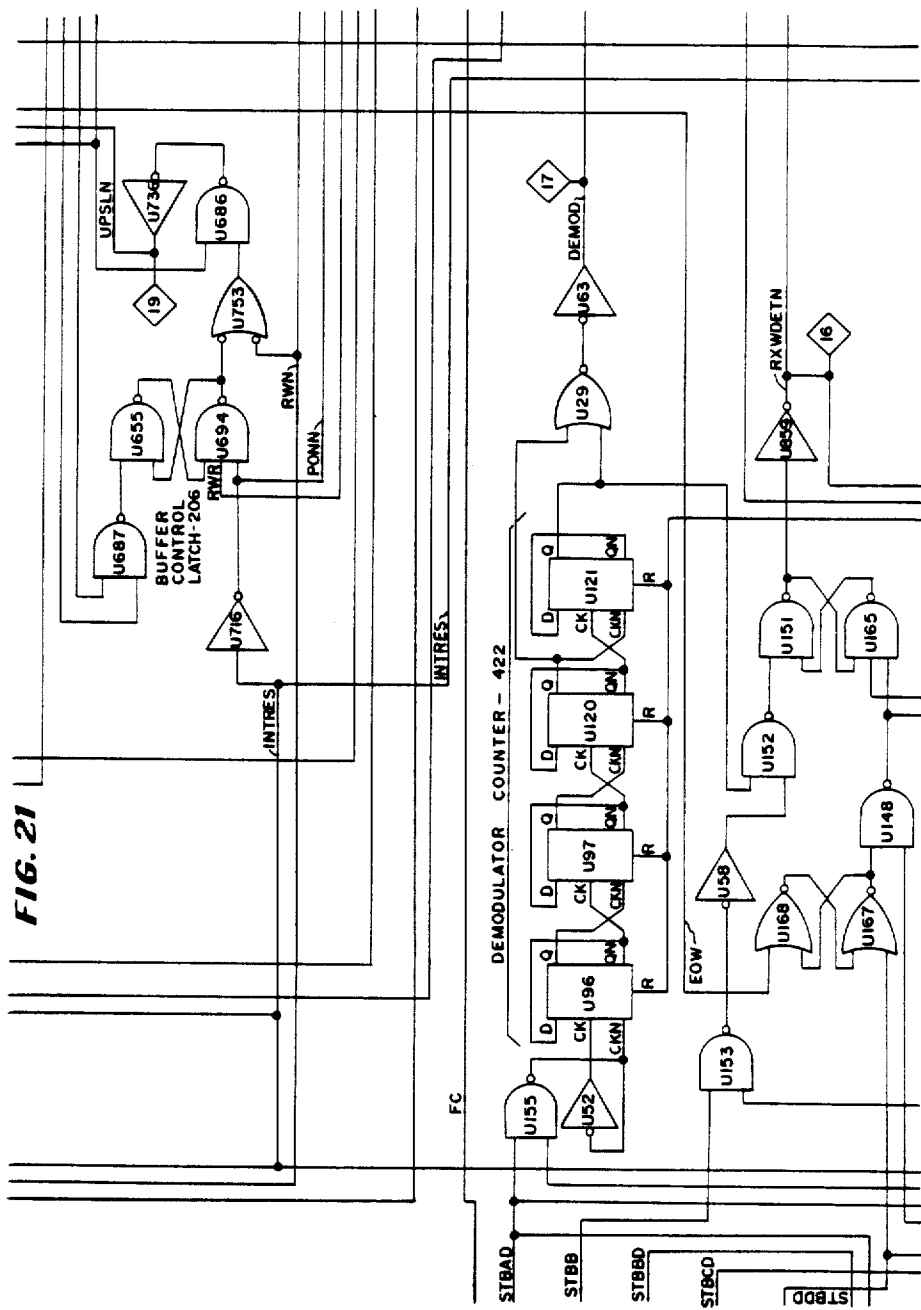 FIG. 21
UPSLN
U736
19
U686
U753
U655
U694
RWR
U687
BUFFER
CONTROL
LATCH-206
U716
RWN
PONN
INTRES
INTRES
FC
DEMODULATOR COUNTER - 422
STBAD
U155
U52
D
Q
CK
CKN
QN
U96
R
D
Q
CK
CKN
QN
U97
R
D
Q
CK
CKN
QN
U120
R
D
Q
CK
CKN
QN
U121
R
U29
U63
DEMOD
17
EOW
STBB
U153
U58
U152
U151
U165
U859
RXWDETN
16
STBBD
STBCD
STBDD
U168
U167
U148